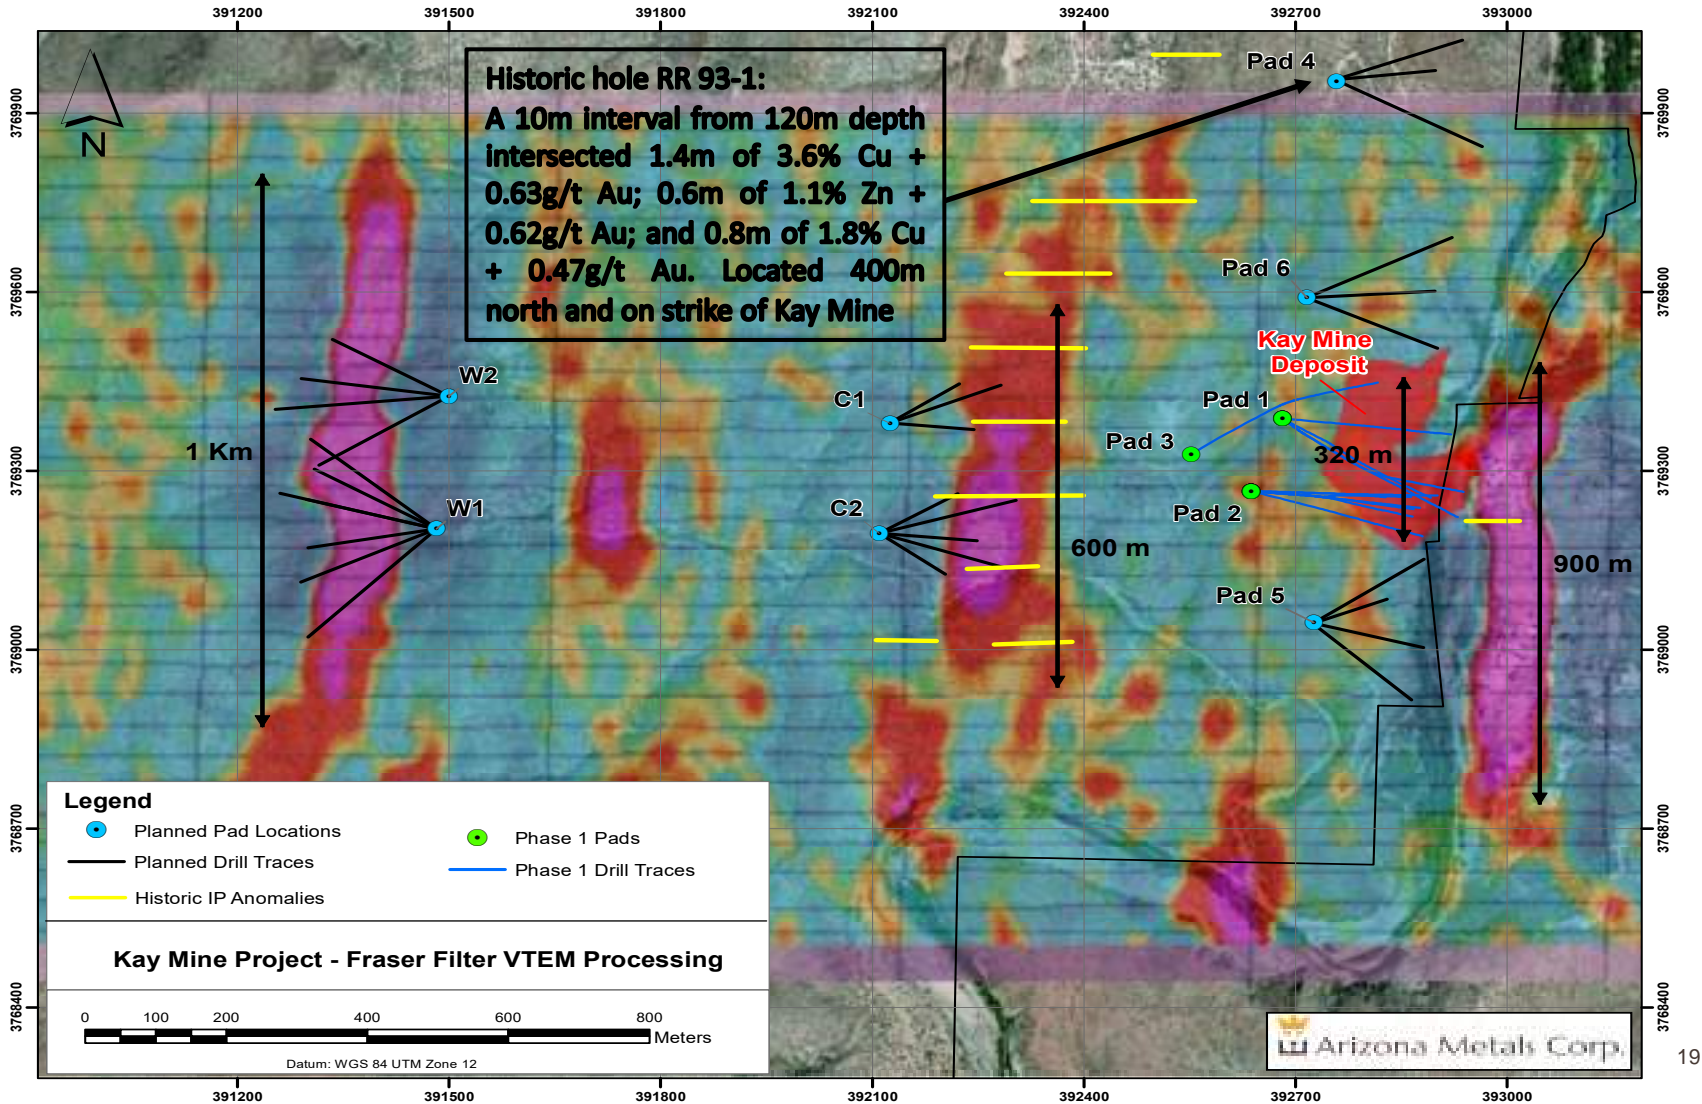 391200 391500 391800 392100 392400 392700 393000
3769900
3769600
3769300
3769000
3768700
3768400
3769900
3769600
3769300
3769000
3768700
3768400
N
Historic hole RR 93-1:
A 10m interval from 120m depth
intersected 1.4m of 3.6% Cu +
0.63g/t Au; 0.6m of 1.1% Zn +
0.62g/t Au; and 0.8m of 1.8% Cu
+ 0.47g/t Au. Located 400m
north and on strike of Kay Mine
Pad 4
Pad 6
Kay Mine
Deposit
W2
C1
Pad 1
Pad 3
1 Km
320 m
W1
C2
Pad 2
600 m
900 m
Pad 5
Legend
Planned Pad Locations
Phase 1 Pads
Planned Drill Traces
Phase 1 Drill Traces
Historic IP Anomalies
Kay Mine Project - Fraser Filter VTEM Processing
0 100 200 400 600 800
Meters
Datum: WGS 84 UTM Zone 12
Arizona Metals Corp.
19
391200 391500 391800 392100 392400 392700 393000